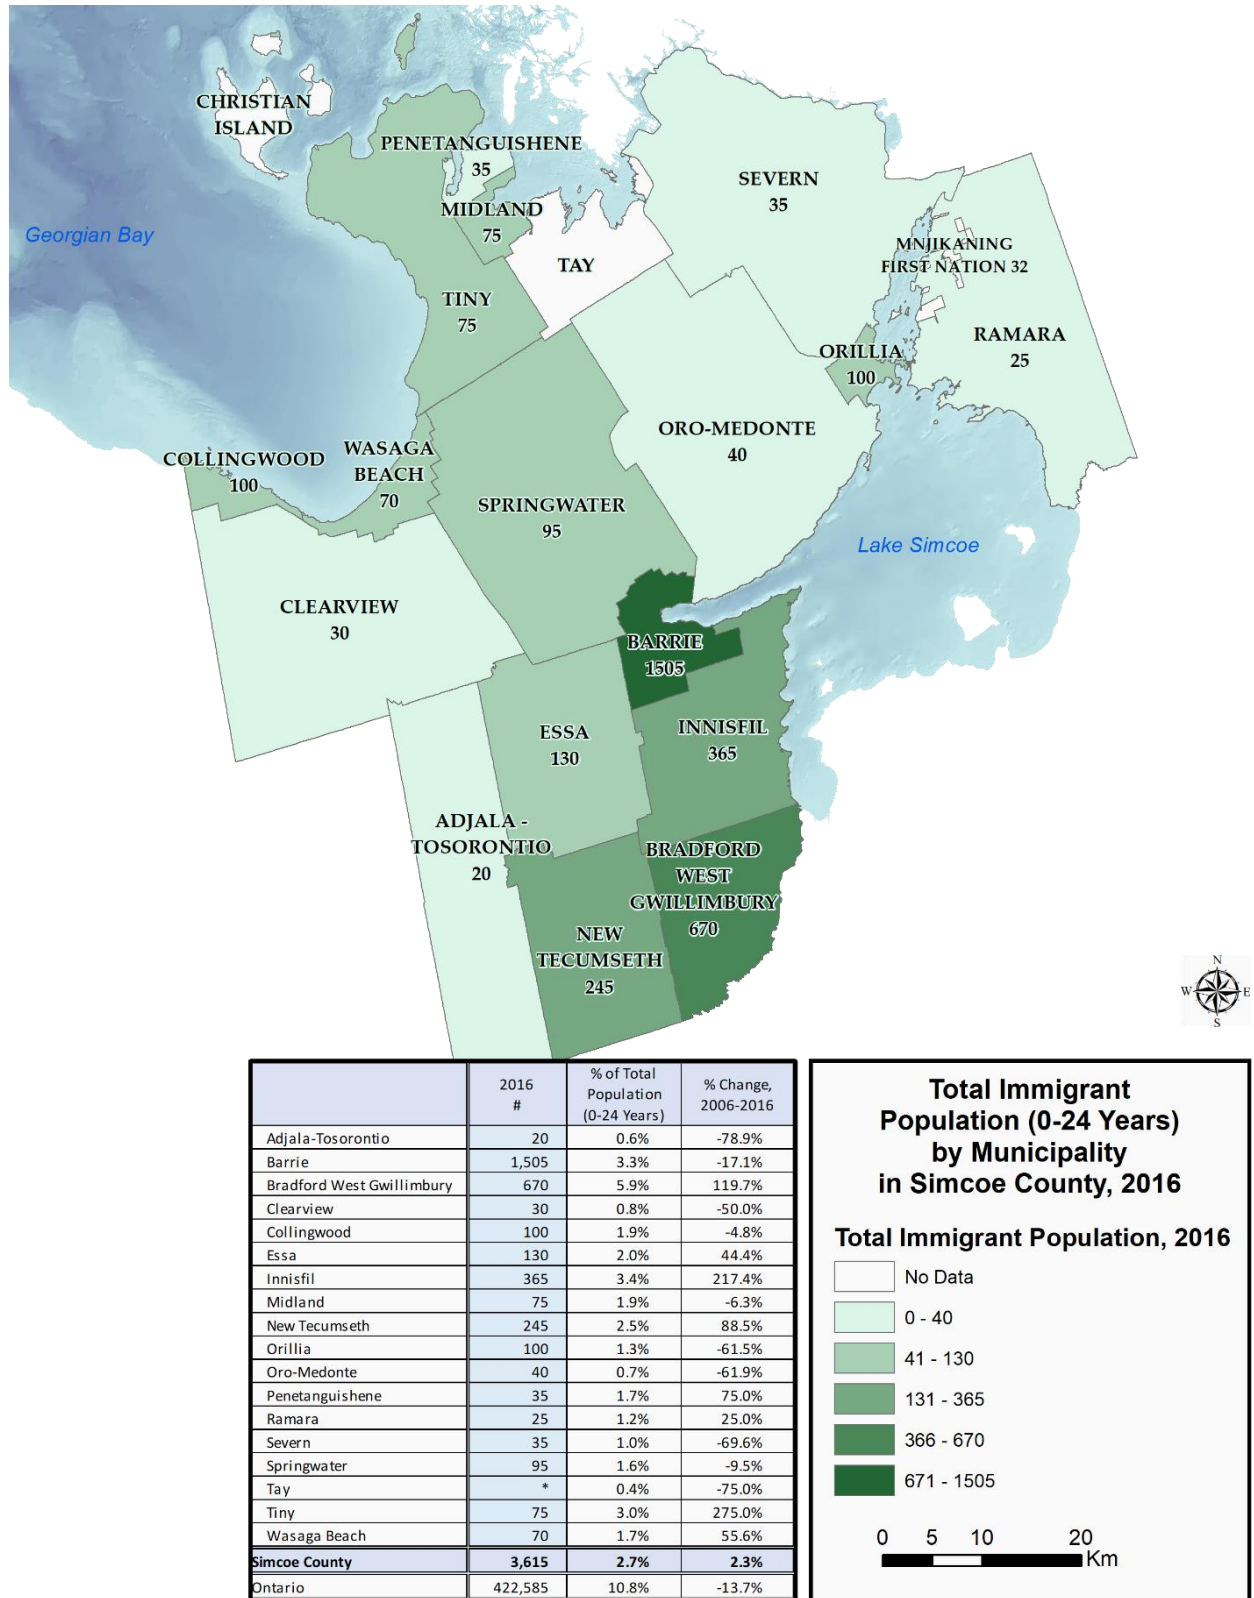 CHRISTIAN
ISLAND
PENETANGUISHENE
35
SEVERN
35
MIDLAND
75
Georgian Bay
TAY
MNJIKANING
FIRST NATION 32
TINY
75
RAMARA
25
ORILLIA
100
ORO-MEDONTE
40
COLLINGWOOD
100
WASAGA
BEACH
70
SPRINGWATER
95
Lake Simcoe
CLEARVIEW
30
BARRIE
1505
ESSA
130
INNISFIL
365
ADJALA -
TOSORONTIO
20
BRADFORD
WEST
GWILLIMBURY
670
NEW
TECUMSETH
245
N
W E
S
2016 #	% of Total Population (0-24 Years)	% Change, 2006-2016
Adjala-Tosorontio 20 0.6% -78.9%
Barrie 1,505 3.3% -17.1%
Bradford West Gwillimbury 670 5.9% 119.7%
Clearview 30 0.8% -50.0%
Collingwood 100 1.9% -4.8%
Essa 130 2.0% 44.4%
Innisfil 365 3.4% 217.4%
Midland 75 1.9% -6.3%
New Tecumseth 245 2.5% 88.5%
Orillia 100 1.3% -61.5%
Oro-Medonte 40 0.7% -61.9%
Penetanguishene 35 1.7% 75.0%
Ramara 25 1.2% 25.0%
Severn 35 1.0% -69.6%
Springwater 95 1.6% -9.5%
Tay * 0.4% -75.0%
Tiny 75 3.0% 275.0%
Wasaga Beach 70 1.7% 55.6%
Simcoe County 3,615 2.7% 2.3%
Ontario 422,585 10.8% -13.7%
Total Immigrant
Population (0-24 Years)
by Municipality
in Simcoe County, 2016
Total Immigrant Population, 2016
No Data
0 - 40
41 - 130
131 - 365
366 - 670
671 - 1505
0 5 10 20
Km